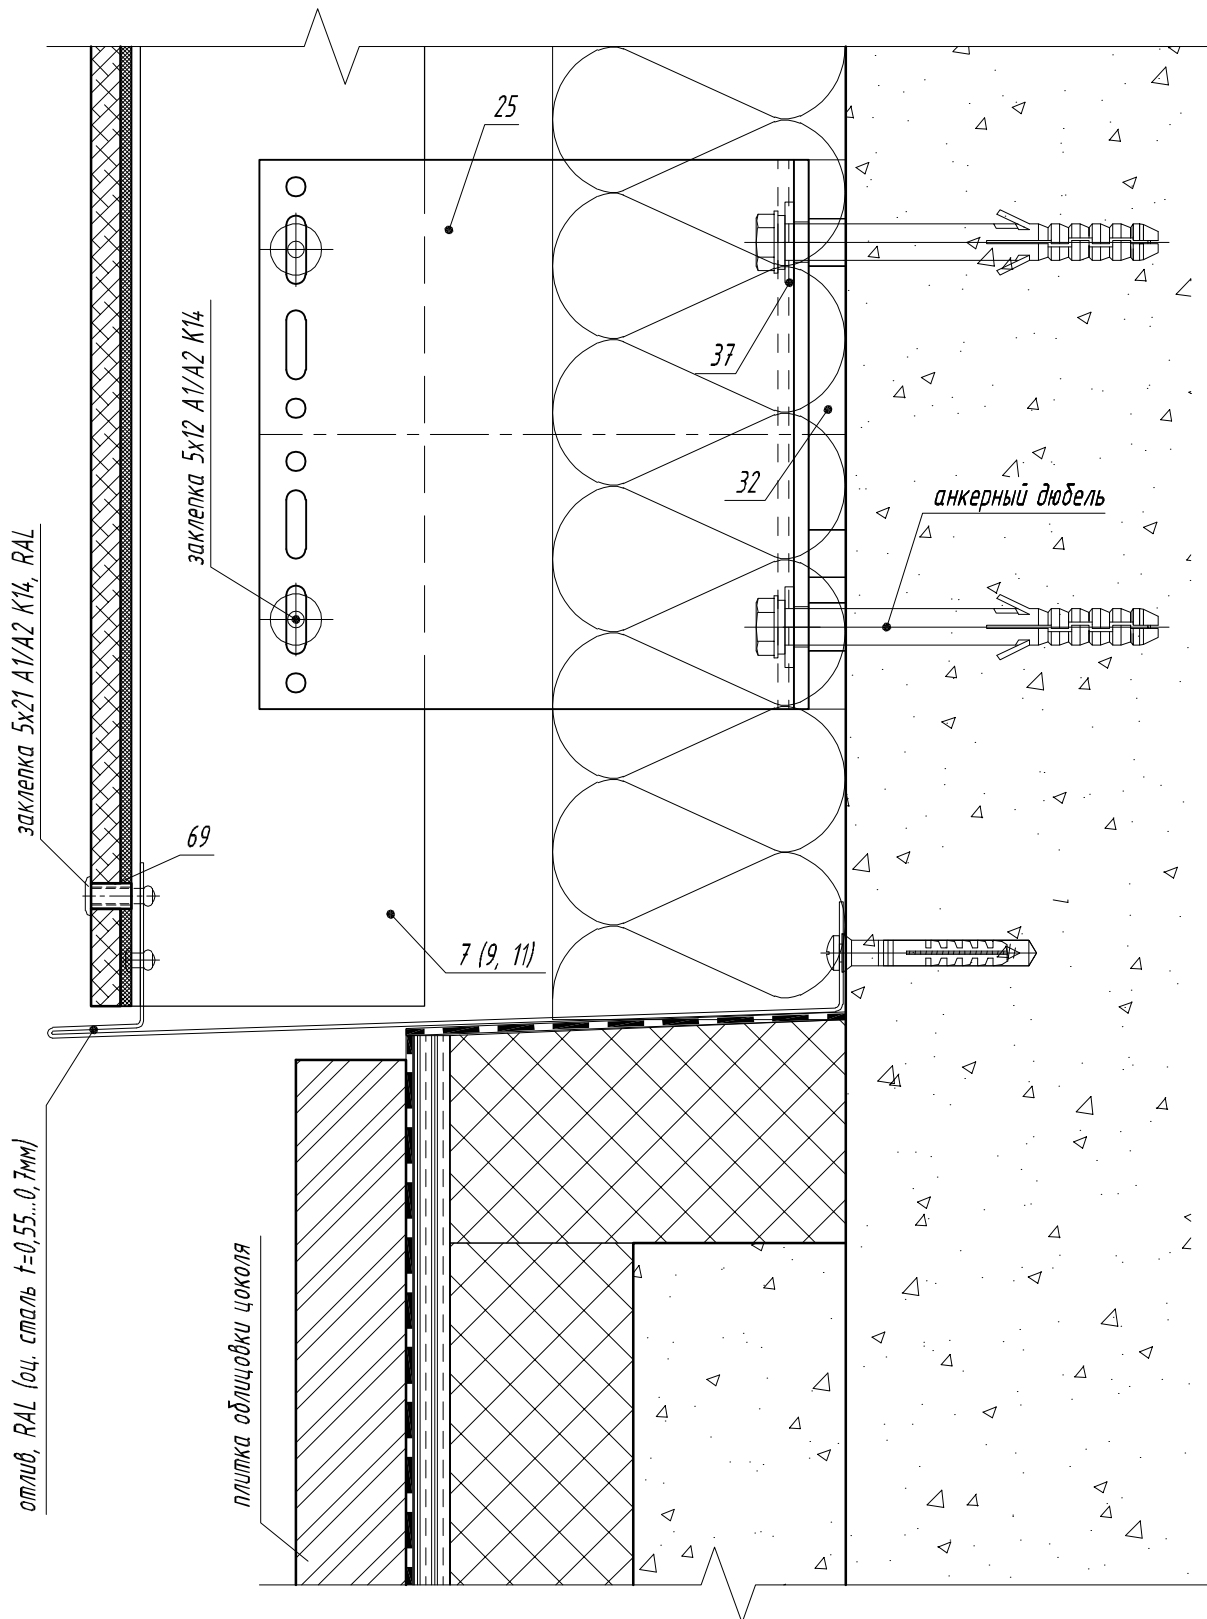 25
37
32
анкерный дюбель
заклепка 5х12 А1/А2 К14
заклепка 5х21 А1/А2 К14, RAL
69
7 (9, 11)
отлив, RAL (оц. сталь t=0,55...0,7мм)
плитка облицовки цоколя